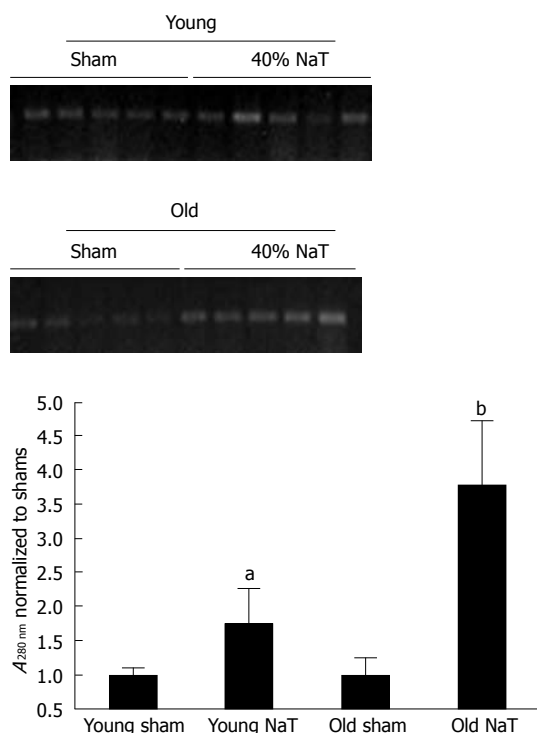 Young
Sham 40% NaT
Old
Sham 40% NaT
5.0
4.5
4.0
3.5
3.0
2.5
2.0
1.5
1.0
0.5
A280 nm normalized to shams
a
b
Young sham Young NaT Old sham Old NaT